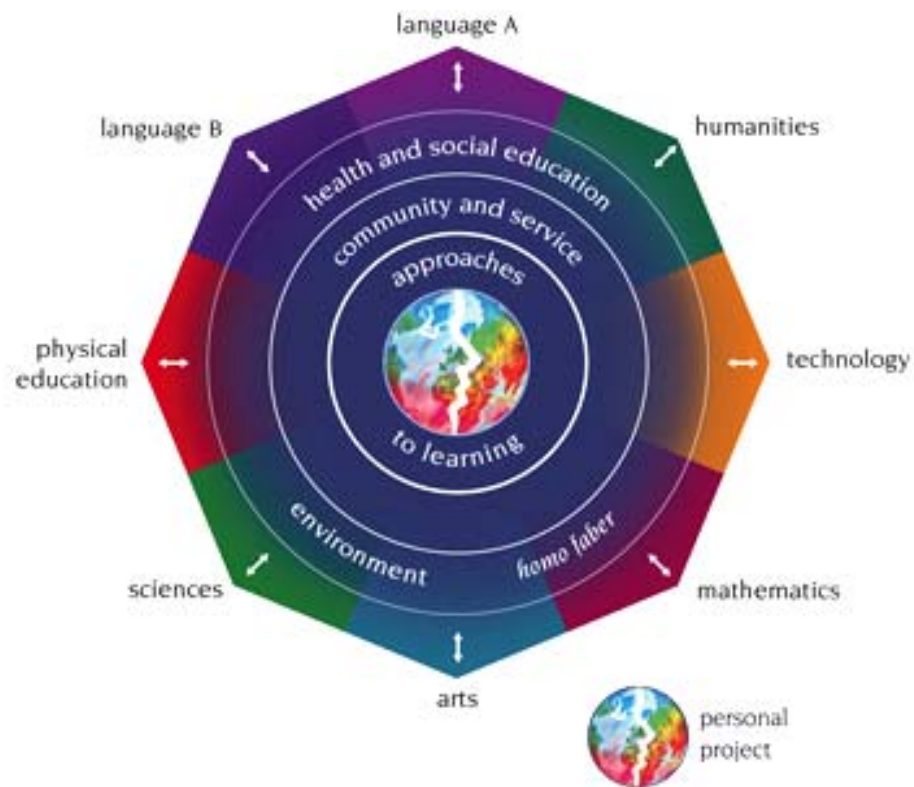 language A
language B
humanities
health and social education
community and service
approaches
to learning
physical
education
technology
environment
homo faber
sciences
mathematics
arts
personal
project